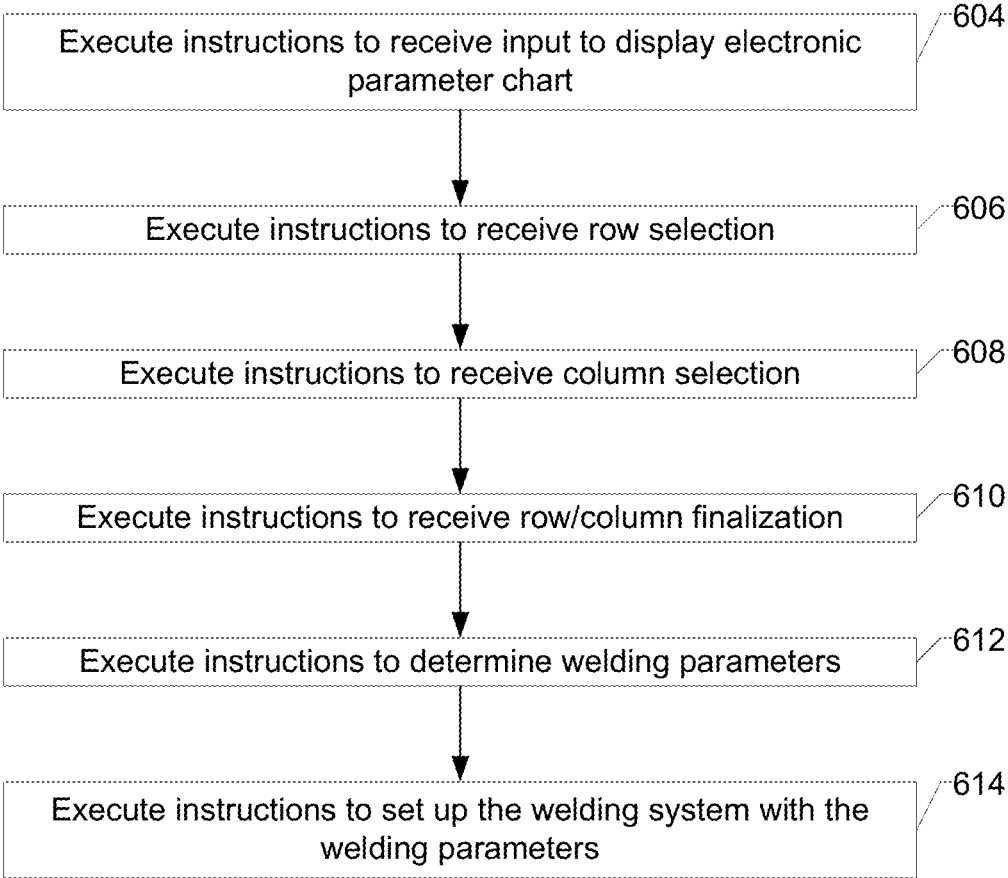 604
Execute instructions to receive input to display electronic
parameter chart
606
Execute instructions to receive row selection
608
Execute instructions to receive column selection
610
Execute instructions to receive row/column finalization
612
Execute instructions to determine welding parameters
614
Execute instructions to set up the welding system with the
welding parameters